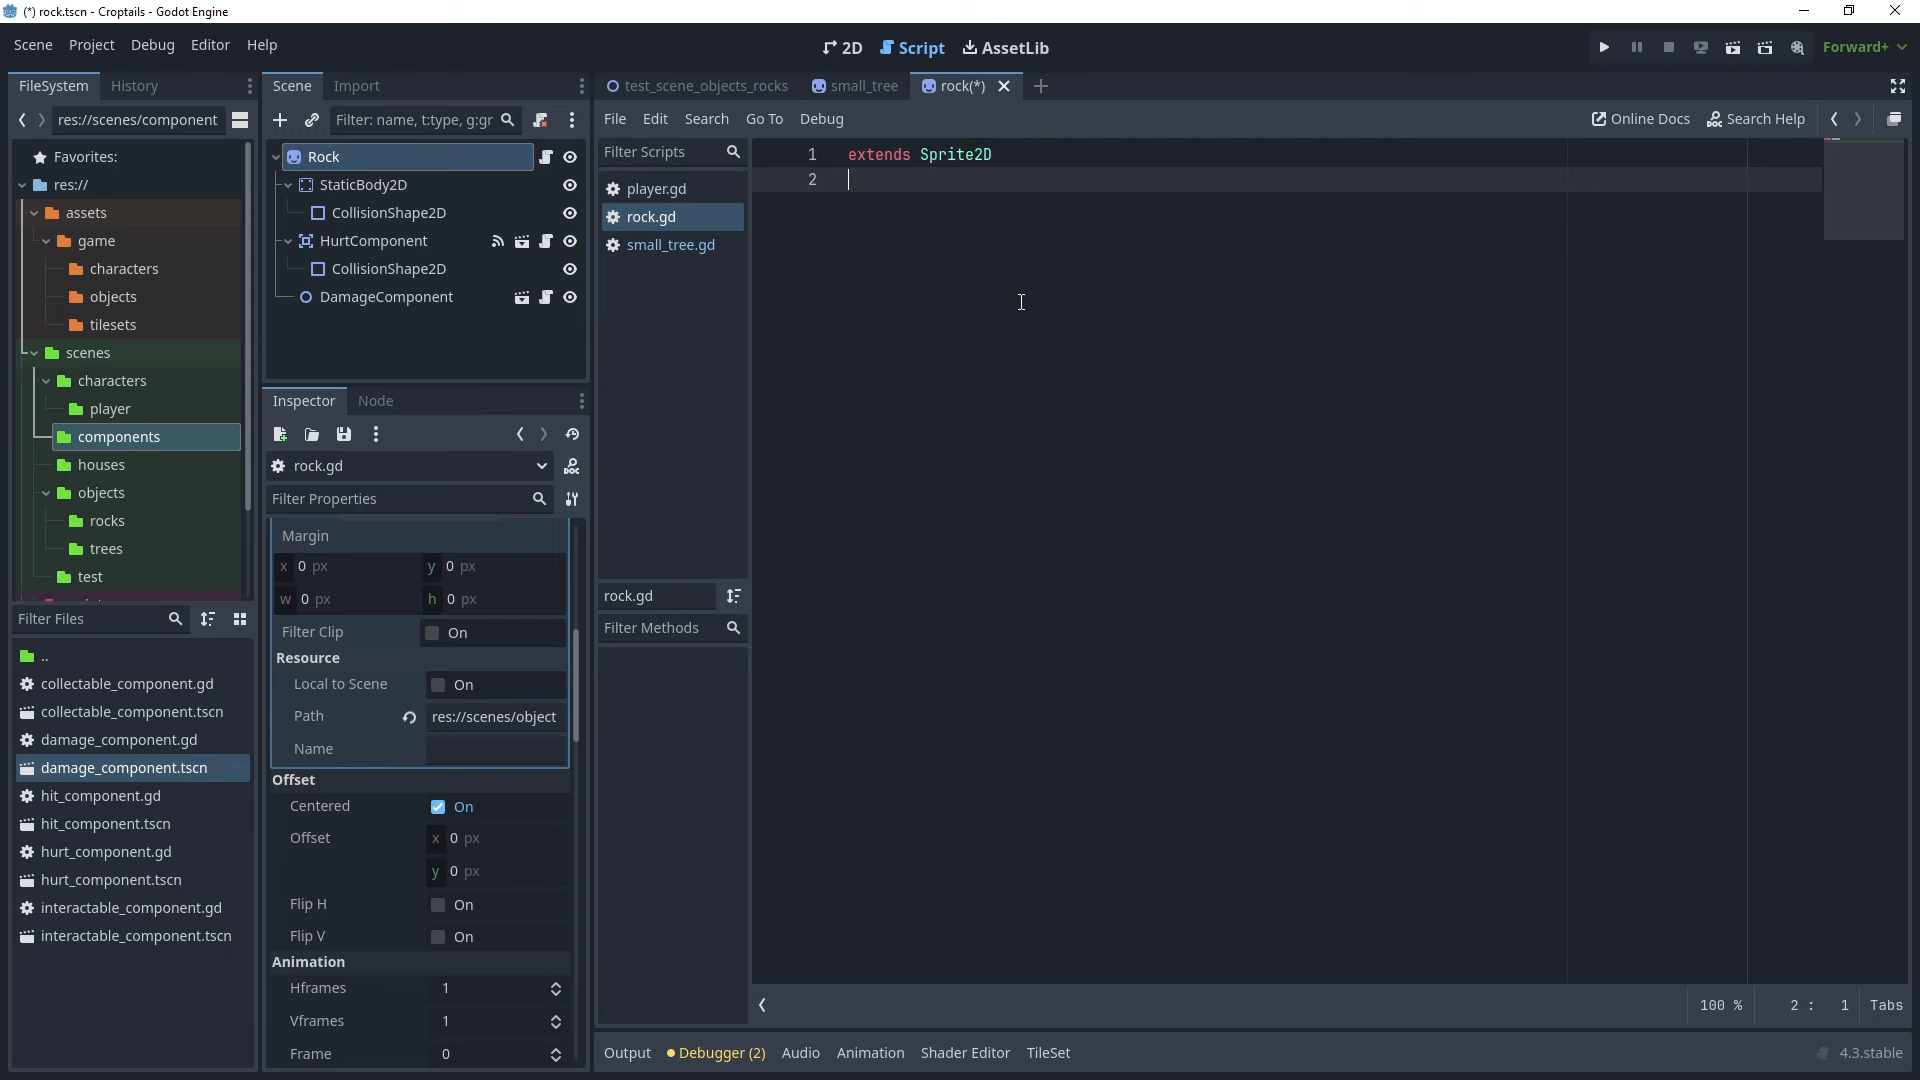 (*) rock.tscn - Croptails - Godot Engine
Scene Project Debug Editor Help
2D Script AssetLib
Forward+
FileSystem History
res://scenes/component
Favorites:
res://
assets
game
characters
objects
tilesets
scenes
characters
player
components
houses
objects
rocks
trees
test
Filter Files
..
collectable_component.gd
collectable_component.tscn
damage_component.gd
damage_component.tscn
hit_component.gd
hit_component.tscn
hurt_component.gd
hurt_component.tscn
interactable_component.gd
interactable_component.tscn
Scene Import
Filter: name, t:type, g:gr
Rock
StaticBody2D
CollisionShape2D
HurtComponent
CollisionShape2D
DamageComponent
Inspector Node
rock.gd
Filter Properties
Margin
x 0 px y 0 px
w 0 px h 0 px
Filter Clip On
Resource
Local to Scene On
Path res://scenes/object
Name
Offset
Centered On
Offset x 0 px
y 0 px
Flip H On
Flip V On
Animation
Hframes 1
Vframes 1
Frame 0
test_scene_objects_rocks small_tree rock(*)
File Edit Search Go To Debug
Online Docs Search Help
Filter Scripts
player.gd
rock.gd
small_tree.gd
rock.gd
Filter Methods
1 extends Sprite2D
2
100 % 2 : 1 Tabs
Output Debugger (2) Audio Animation Shader Editor TileSet
4.3.stable